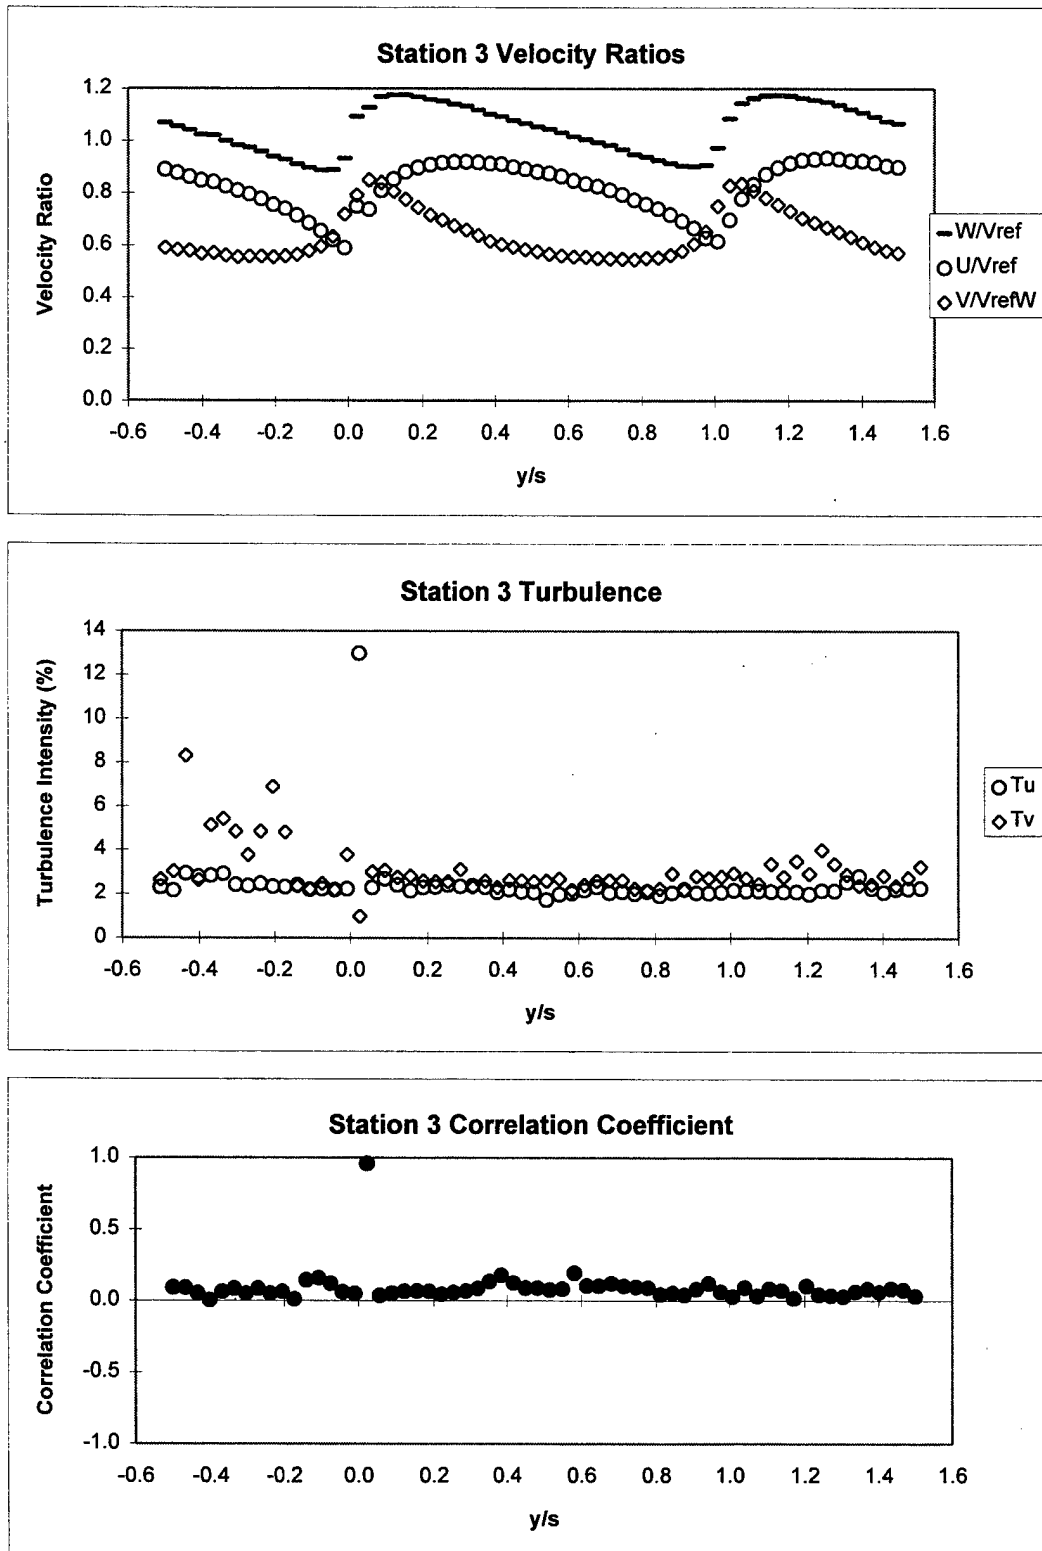 Station 3 Velocity Ratios
1.2
1.0
0.8
0.6
0.4
0.2
0.0
Velocity Ratio
-0.6 -0.4 -0.2 0.0 0.2 0.4 0.6 0.8 1.0 1.2 1.4 1.6
y/s
W/Vref
U/Vref
V/VrefW
Station 3 Turbulence
14
12
10
8
6
4
2
0
Turbulence Intensity (%)
-0.6 -0.4 -0.2 0.0 0.2 0.4 0.6 0.8 1.0 1.2 1.4 1.6
y/s
Tu
Tv
Station 3 Correlation Coefficient
1.0
0.5
0.0
-0.5
-1.0
Correlation Coefficient
-0.6 -0.4 -0.2 0.0 0.2 0.4 0.6 0.8 1.0 1.2 1.4 1.6
y/s